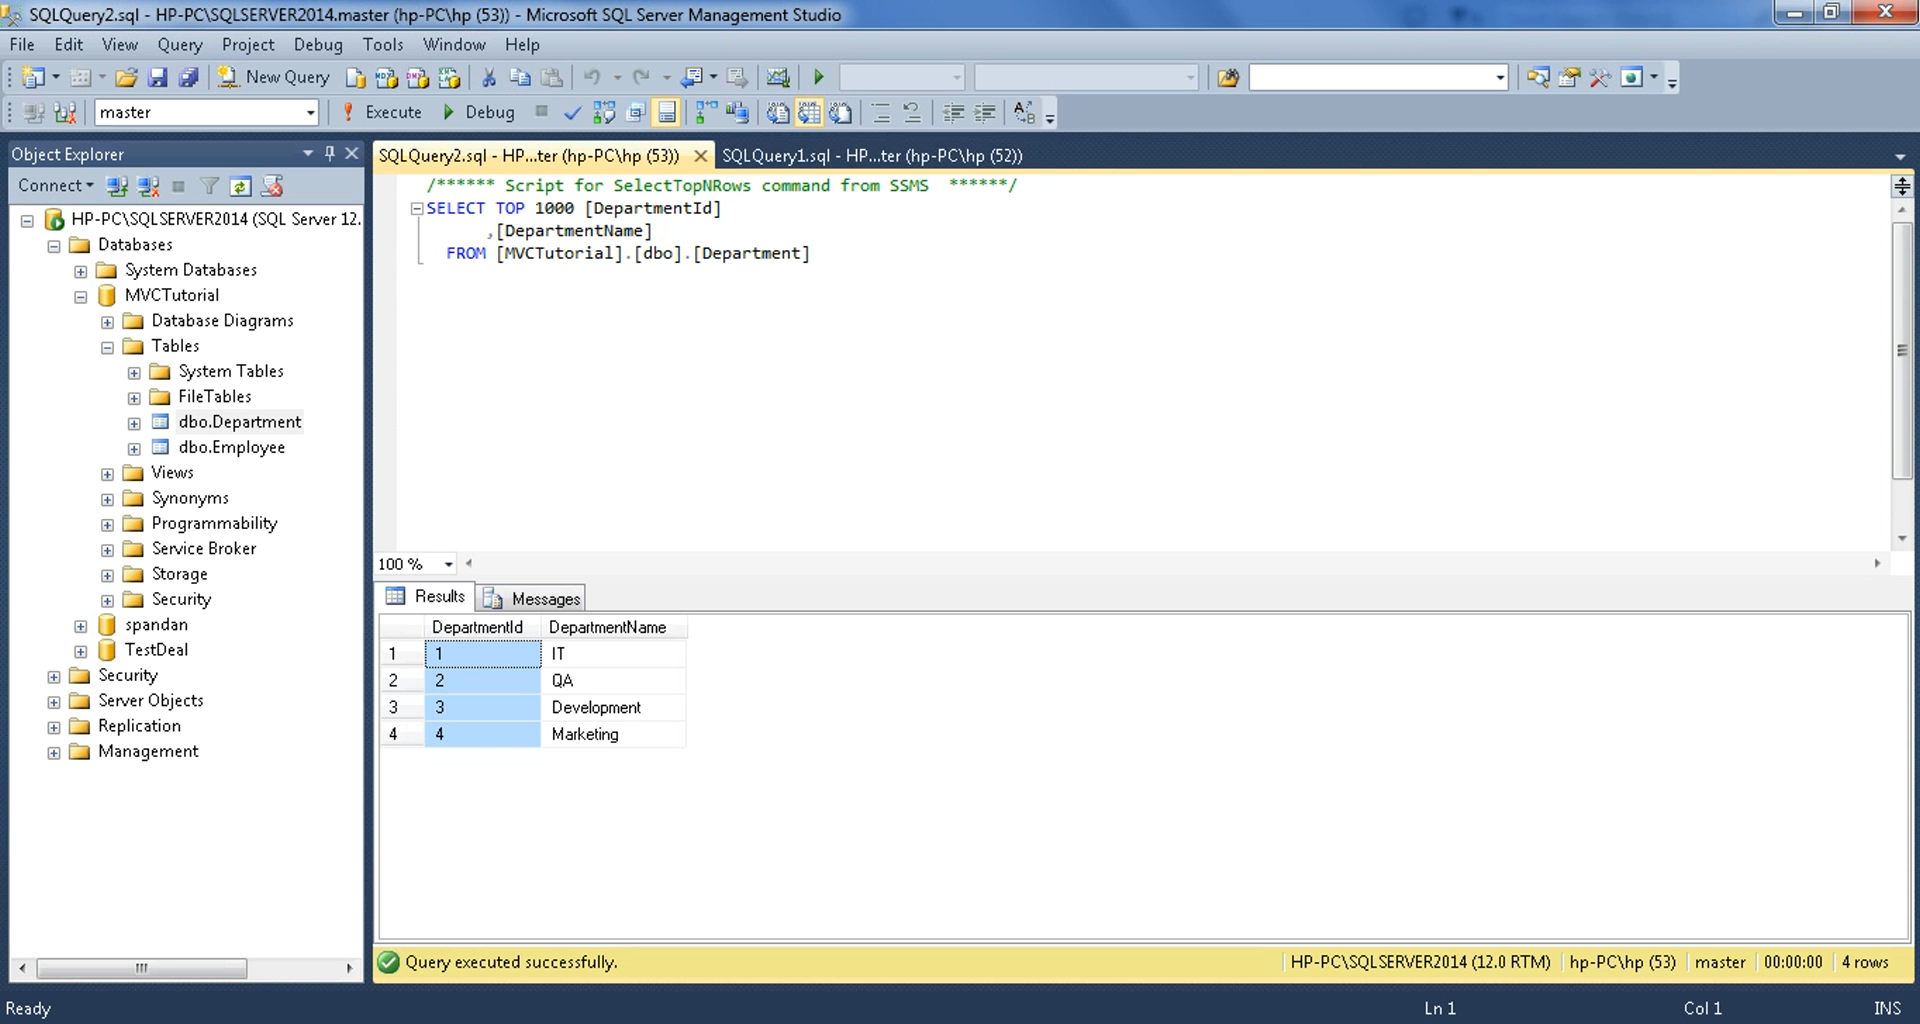 SQLQuery2.sql - HP-PC\SQLSERVER2014.master (hp-PC\hp (53)) - Microsoft SQL Server Management Studio
File Edit View Query Project Debug Tools Window Help
New Query
master Execute Debug
Object Explorer
SQLQuery2.sql - HP...ter (hp-PC\hp (53)) SQLQuery1.sql - HP...ter (hp-PC\hp (52))
Connect
HP-PC\SQLSERVER2014 (SQL Server 12.
Databases
System Databases
MVCTutorial
Database Diagrams
Tables
System Tables
FileTables
dbo.Department
dbo.Employee
Views
Synonyms
Programmability
Service Broker
Storage
Security
spandan
TestDeal
Security
Server Objects
Replication
Management
/****** Script for SelectTopNRows command from SSMS  ******/
SELECT TOP 1000 [DepartmentId]
,[DepartmentName]
FROM [MVCTutorial].[dbo].[Department]
100 %
Results Messages
DepartmentId DepartmentName
1 1 IT
2 2 QA
3 3 Development
4 4 Marketing
Query executed successfully. HP-PC\SQLSERVER2014 (12.0 RTM) hp-PC\hp (53) master 00:00:00 4 rows
Ready Ln 1 Col 1 INS